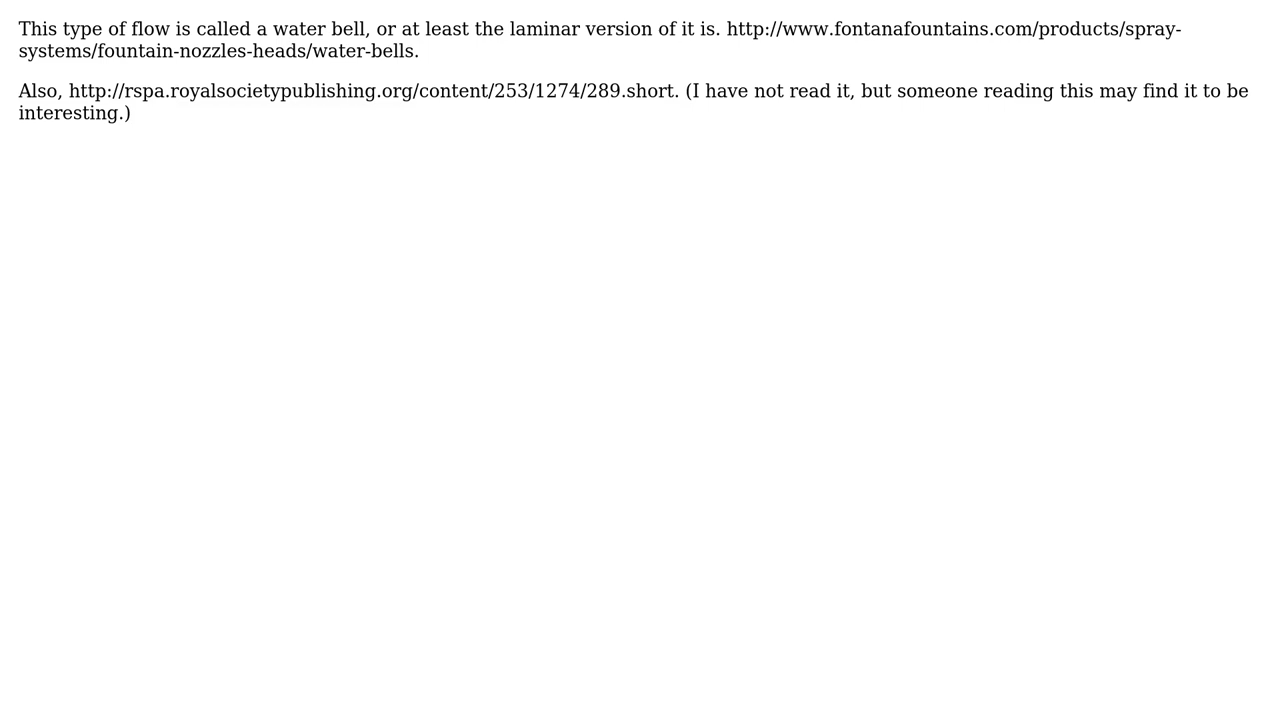 This type of flow is called a water bell, or at least the laminar version of it is. http://www.fontanafountains.com/products/spray-
systems/fountain-nozzles-heads/water-bells.
Also, http://rspa.royalsocietypublishing.org/content/253/1274/289.short. (I have not read it, but someone reading this may find it to be
interesting.)